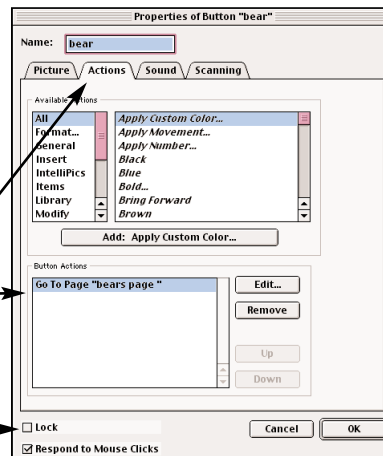 Properties of Button "bear"
Name: bear
Picture Actions Sound Scanning
Available Actions
All
Format...
General
Insert
IntelliPics
Items
Library
Modify
Apply Custom Color...
Apply Movement...
Apply Number...
Black
Blue
Bold...
Bring Forward
Brown
Add: Apply Custom Color...
Button Actions
Go To Page "bears page "
Edit...
Remove
Up
Down
Lock
Cancel OK
Respond to Mouse Clicks